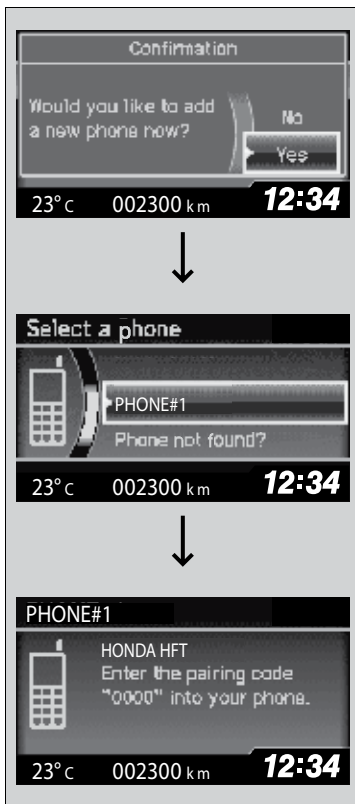 Confirmation
Would you like to add
a new phone now?
No
Yes
23°c 002300 km 12:34
Select a phone
PHONE#1
Phone not found?
23°c 002300 km 12:34
PHONE#1
HONDA HFT
Enter the pairing code
"0000" into your phone.
23°c 002300 km 12:34